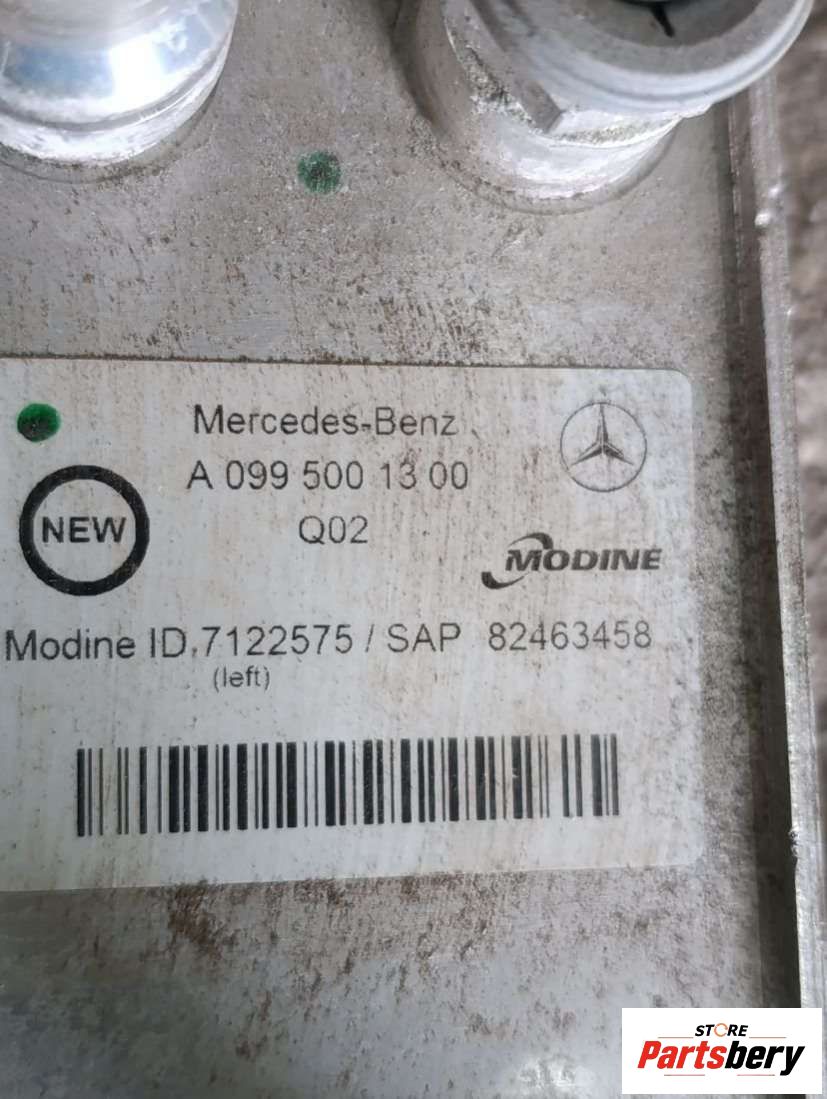 Mercedes-Benz
A 099 500 13 00
NEW
Q02
MODINE
Modine ID.7122575 / SAP 82463458
(left)
STORE
Partsbery